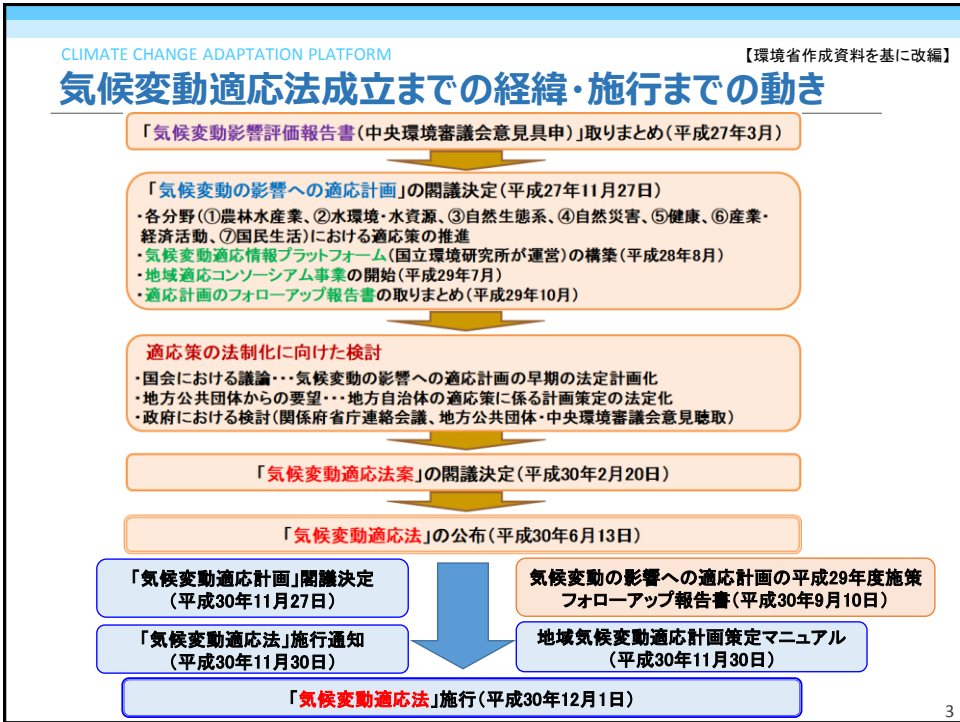 CLIMATE CHANGE ADAPTATION PLATFORM
【環境省作成資料を基に改編】
気候変動適応法成立までの経緯・施行までの動き
「気候変動影響評価報告書(中央環境審議会意見具申)」取りまとめ(平成27年3月)
「気候変動の影響への適応計画」の閣議決定(平成27年11月27日)
・各分野(①農林水産業、②水環境・水資源、③自然生態系、④自然災害、⑤健康、⑥産業・
経済活動、⑦国民生活)における適応策の推進
・気候変動適応情報プラットフォーム(国立環境研究所が運営)の構築(平成28年8月)
・地域適応コンソーシアム事業の開始(平成29年7月)
・適応計画のフォローアップ報告書の取りまとめ(平成29年10月)
適応策の法制化に向けた検討
・国会における議論・・・気候変動の影響への適応計画の早期の法定計画化
・地方公共団体からの要望・・・地方自治体の適応策に係る計画策定の法定化
・政府における検討(関係府省庁連絡会議、地方公共団体・中央環境審議会意見聴取)
「気候変動適応法案」の閣議決定(平成30年2月20日)
「気候変動適応法」の公布(平成30年6月13日)
「気候変動適応計画」閣議決定
(平成30年11月27日)
気候変動の影響への適応計画の平成29年度施策
フォローアップ報告書(平成30年9月10日)
「気候変動適応法」施行通知
(平成30年11月30日)
地域気候変動適応計画策定マニュアル
(平成30年11月30日)
「気候変動適応法」施行(平成30年12月1日)
3